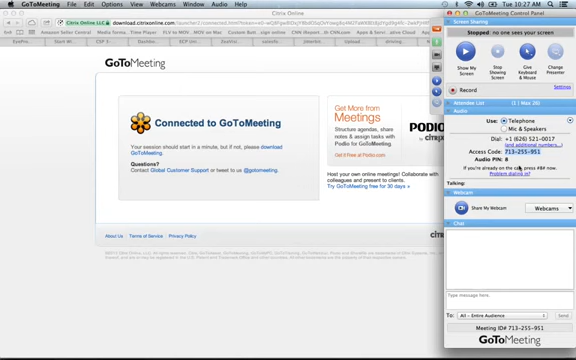 GoToMeeting File Edit Options View Webcams Window Audio Help
Tue 10:27 AM
Citrix Online LLC
Citrix Online
Amazon Seller Central
FLV to MOV
Time Player
Upload
GoToMeeting
Connected to GoToMeeting
Your session should start in a minute, but if not, please download
GoToMeeting.
Questions?
Contact Global Customer Support or tweet us @gotomeeting.
Get More from
Meetings
Structure agendas, share
notes & assign tasks with
Podio for GoToMeeting.
Get it free at Podio.com
PODIO
Host your own online meetings! Collaborate with
colleagues and present to clients.
Try GoToMeeting free for 30 days »
About Us | Terms of Service | Privacy Policy
GoToMeeting Control Panel
Screen Sharing
Stopped: no one sees your screen
Show My
Screen
Stop
Showing
Screen
Give
Keyboard
& Mouse
Change
Presenter
Record
Settings
Attendee List (1 | Max 26)
Audio
Use: Telephone
Mic & Speakers
Dial: +1 (626) 521-0017
(and additional numbers...)
Access Code: 713-255-951
Audio PIN: 8
If you're already on the call, press #8# now.
Problem dialing in?
Talking:
Webcam
Share My Webcam
Webcams
Chat
Type message here.
To: All - Entire Audience
Send
Meeting ID# 713-255-951
GoToMeeting